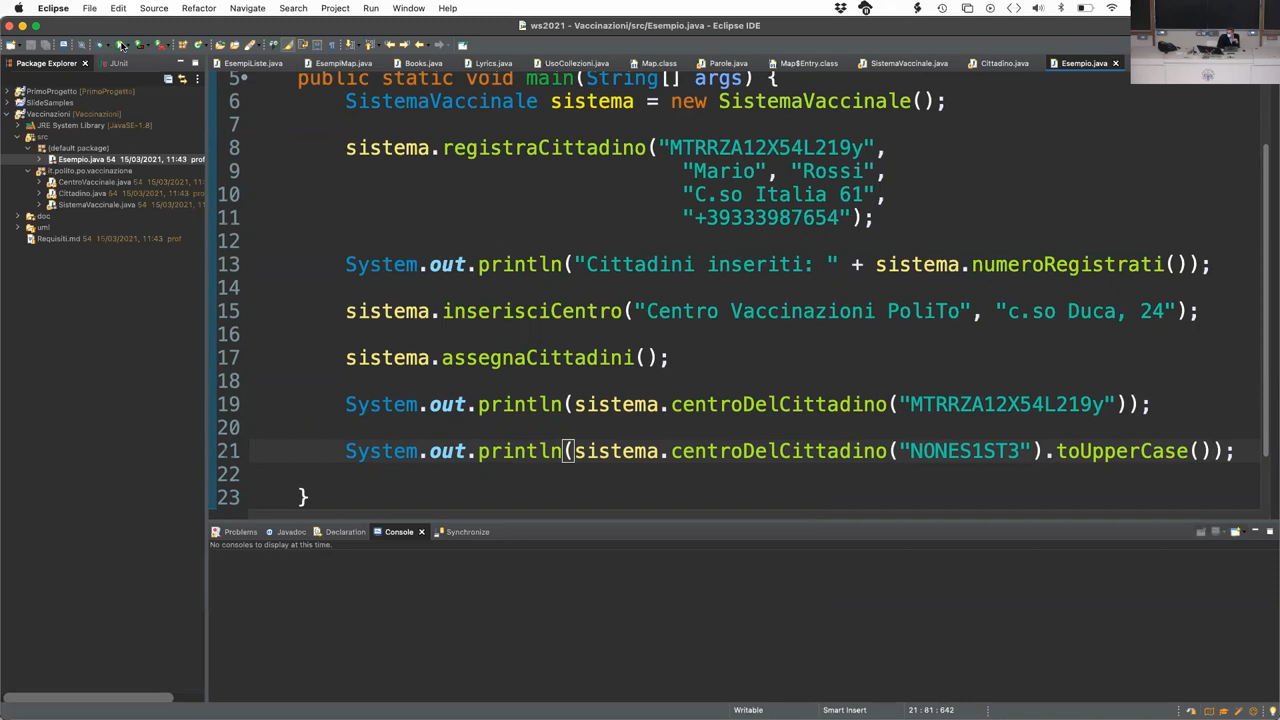 Eclipse File Edit Source Refactor Navigate Search Project Run Window Help
ws2021 - Vaccinazioni/src/Esempio.java - Eclipse IDE
Package Explorer JUnit
EsempiListe.java EsempiMap.java Books.java Lyrics.java UsoCollezioni.java Map.class Parole.java Map$Entry.class SistemaVaccinale.java Cittadino.java Esempio.java
PrimoProgetto [PrimoProgetto]
SlideSamples
Vaccinazioni [Vaccinazioni]
JRE System Library [JavaSE-1.8]
src
(default package)
Esempio.java 54 15/03/2021, 11:43 prof
it.polito.po.vaccinazione
CentroVaccinale.java 54 15/03/2021, 11:
Cittadino.java 54 15/03/2021, 11:43 prof
SistemaVaccinale.java 54 15/03/2021, 11
doc
uml
Requisiti.md 54 15/03/2021, 11:43 prof
5 public static void main(String[] args) {
6 SistemaVaccinale sistema = new SistemaVaccinale();
7
8 sistema.registraCittadino("MTRRZA12X54L219y",
9 "Mario", "Rossi",
10 "C.so Italia 61",
11 "+39333987654");
12
13 System.out.println("Cittadini inseriti: " + sistema.numeroRegistrati());
14
15 sistema.inserisciCentro("Centro Vaccinazioni PoliTo", "c.so Duca, 24");
16
17 sistema.assegnaCittadini();
18
19 System.out.println(sistema.centroDelCittadino("MTRRZA12X54L219y"));
20
21 System.out.println(sistema.centroDelCittadino("NONES1ST3").toUpperCase());
22
23 }
Problems Javadoc Declaration Console Synchronize
No consoles to display at this time.
Writable Smart Insert 21 : 81 : 642